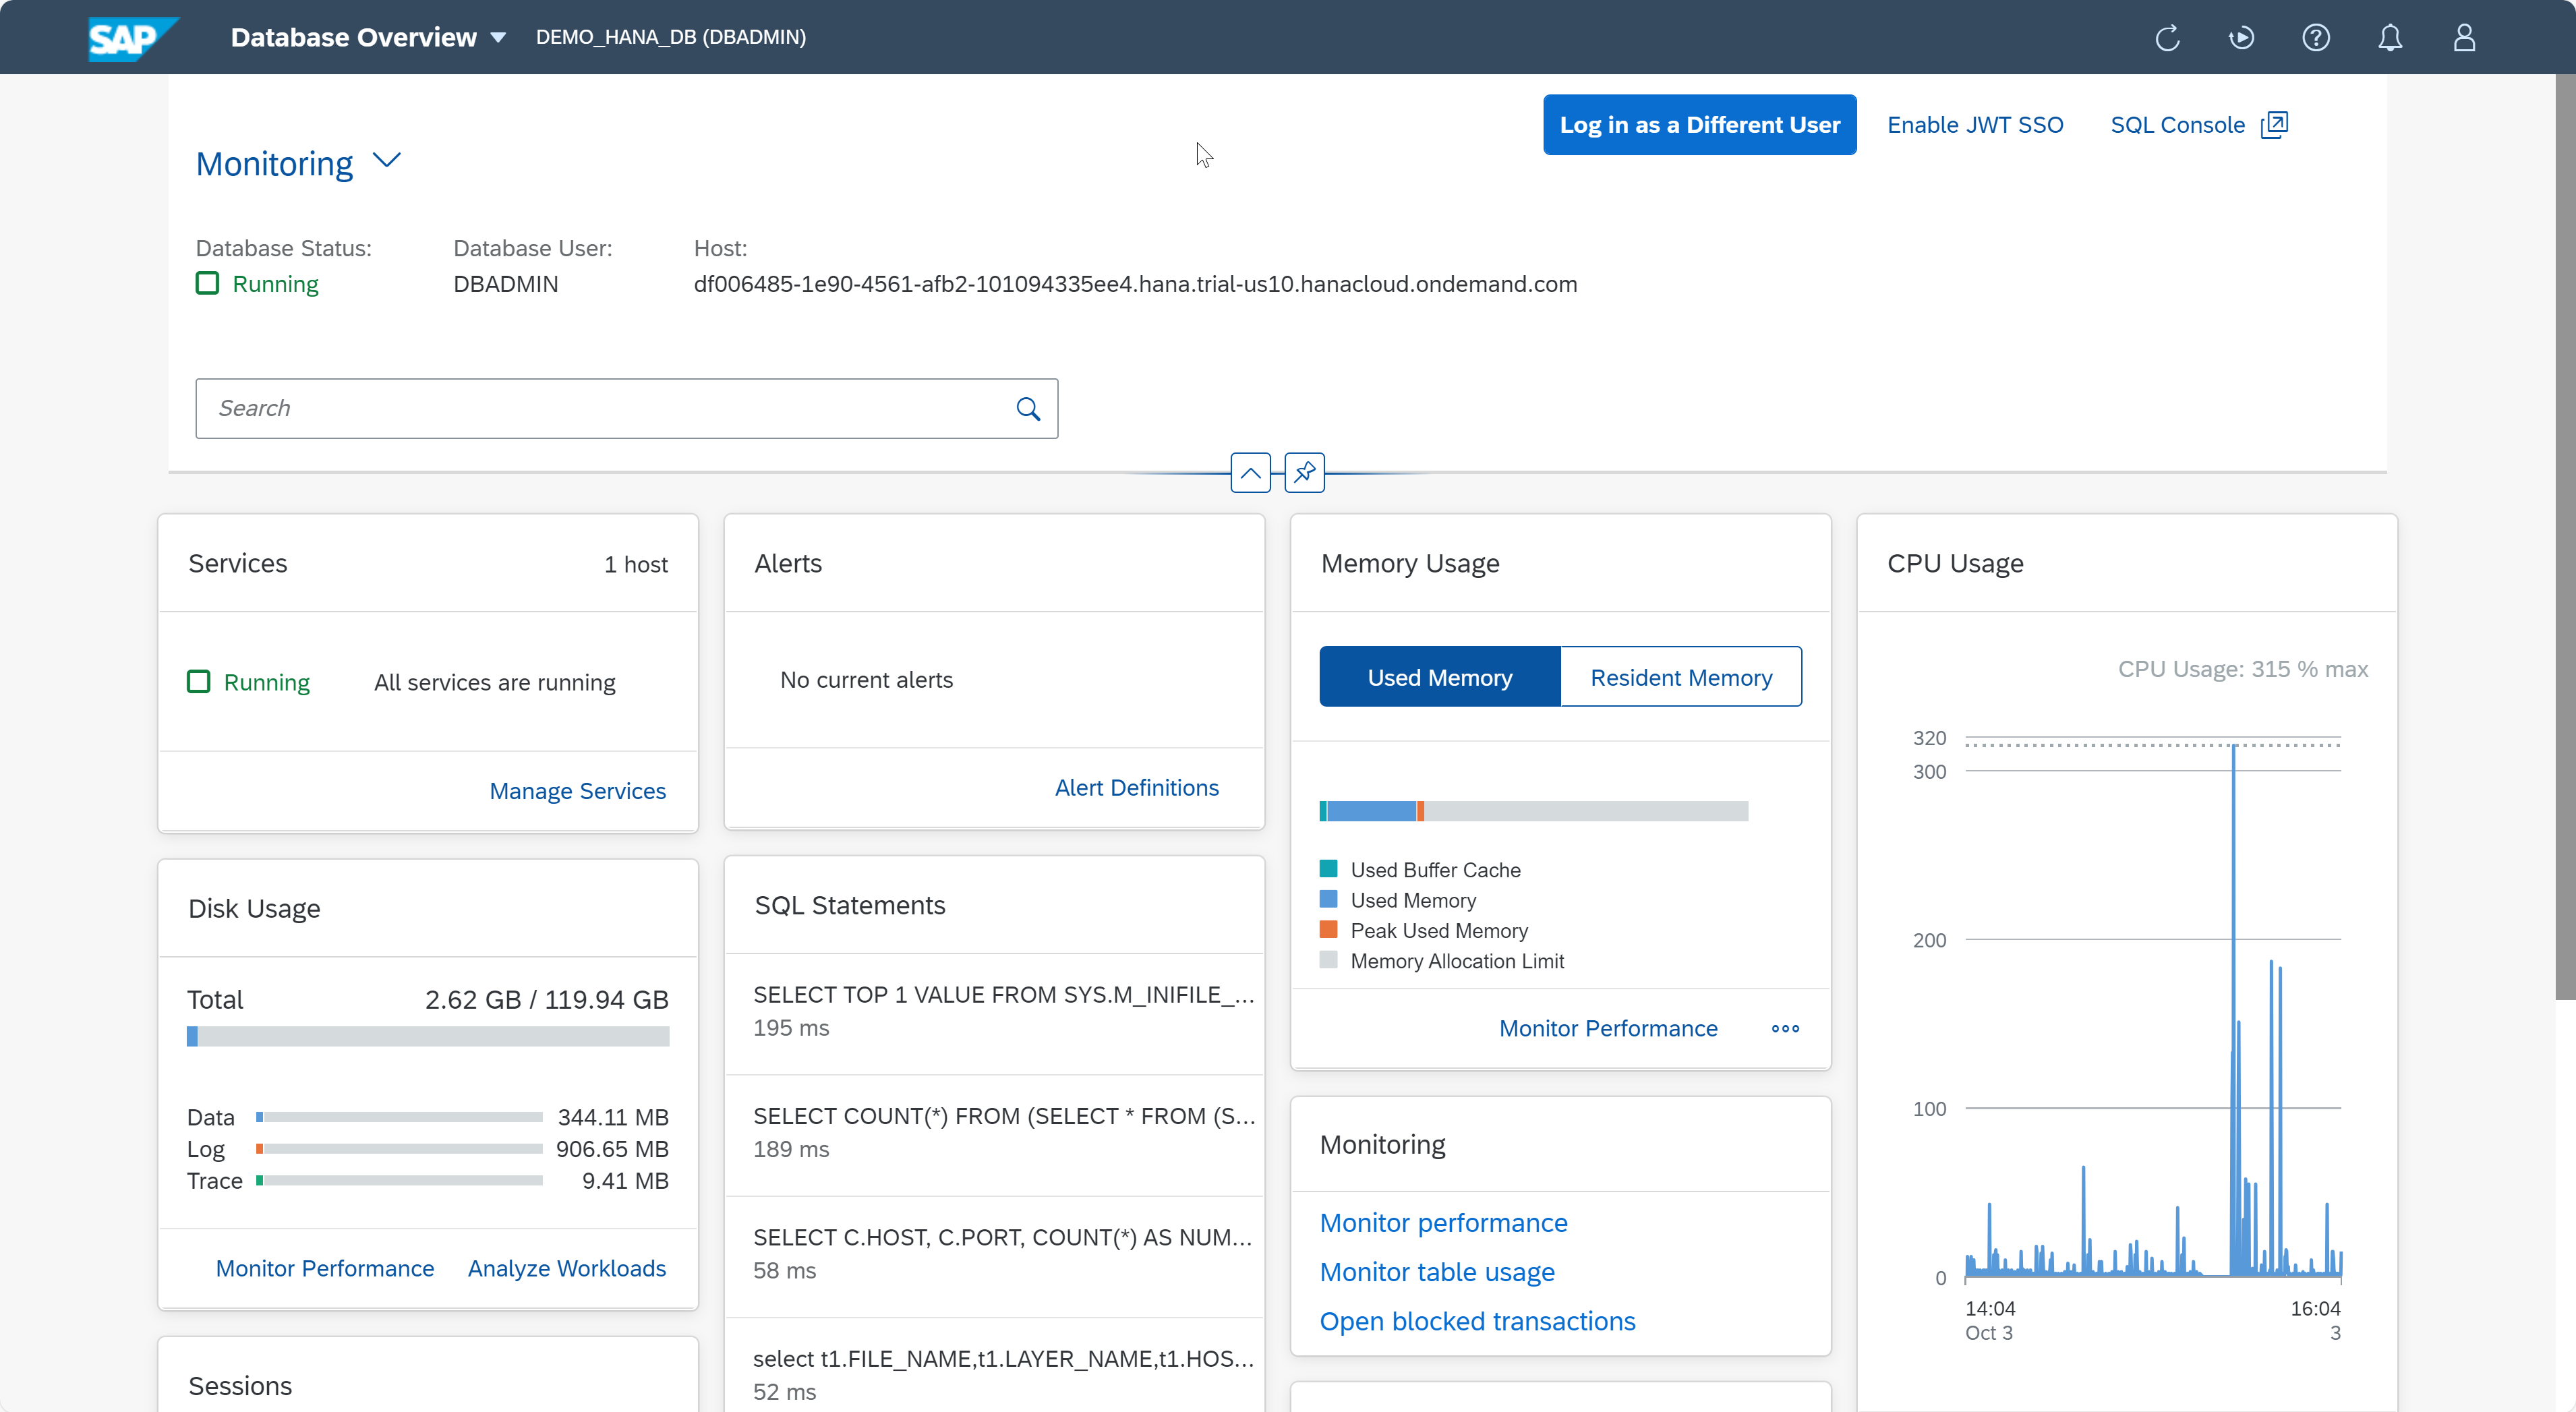 SAP Database Overview DEMO_HANA_DB (DBADMIN)
Log in as a Different User Enable JWT SSO SQL Console
Monitoring
Database Status: Database User: Host:
Running DBADMIN df006485-1e90-4561-afb2-101094335ee4.hana.trial-us10.hanacloud.ondemand.com
Search
Services 1 host
Running All services are running
Manage Services
Disk Usage
Total 2.62 GB / 119.94 GB
Data 344.11 MB
Log 906.65 MB
Trace 9.41 MB
Monitor Performance Analyze Workloads
Sessions
Alerts
No current alerts
Alert Definitions
SQL Statements
SELECT TOP 1 VALUE FROM SYS.M_INIFILE_...
195 ms
SELECT COUNT(*) FROM (SELECT * FROM (S...
189 ms
SELECT C.HOST, C.PORT, COUNT(*) AS NUM...
58 ms
select t1.FILE_NAME,t1.LAYER_NAME,t1.HOS...
52 ms
Memory Usage
Used Memory Resident Memory
Used Buffer Cache
Used Memory
Peak Used Memory
Memory Allocation Limit
Monitor Performance
Monitoring
Monitor performance
Monitor table usage
Open blocked transactions
CPU Usage
CPU Usage: 315 % max
320
300
200
100
0
14:04 16:04
Oct 3 3